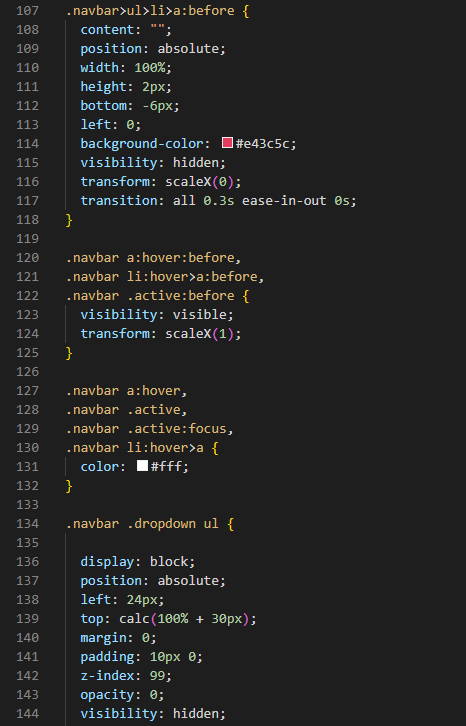 107 .navbar>ul>li>a:before {
108 content: "";
109 position: absolute;
110 width: 100%;
111 height: 2px;
112 bottom: -6px;
113 left: 0;
114 background-color: #e43c5c;
115 visibility: hidden;
116 transform: scaleX(0);
117 transition: all 0.3s ease-in-out 0s;
118 }
119
120 .navbar a:hover:before,
121 .navbar li:hover>a:before,
122 .navbar .active:before {
123 visibility: visible;
124 transform: scaleX(1);
125 }
126
127 .navbar a:hover,
128 .navbar .active,
129 .navbar .active:focus,
130 .navbar li:hover>a {
131 color: #fff;
132 }
133
134 .navbar .dropdown ul {
135
136 display: block;
137 position: absolute;
138 left: 24px;
139 top: calc(100% + 30px);
140 margin: 0;
141 padding: 10px 0;
142 z-index: 99;
143 opacity: 0;
144 visibility: hidden;